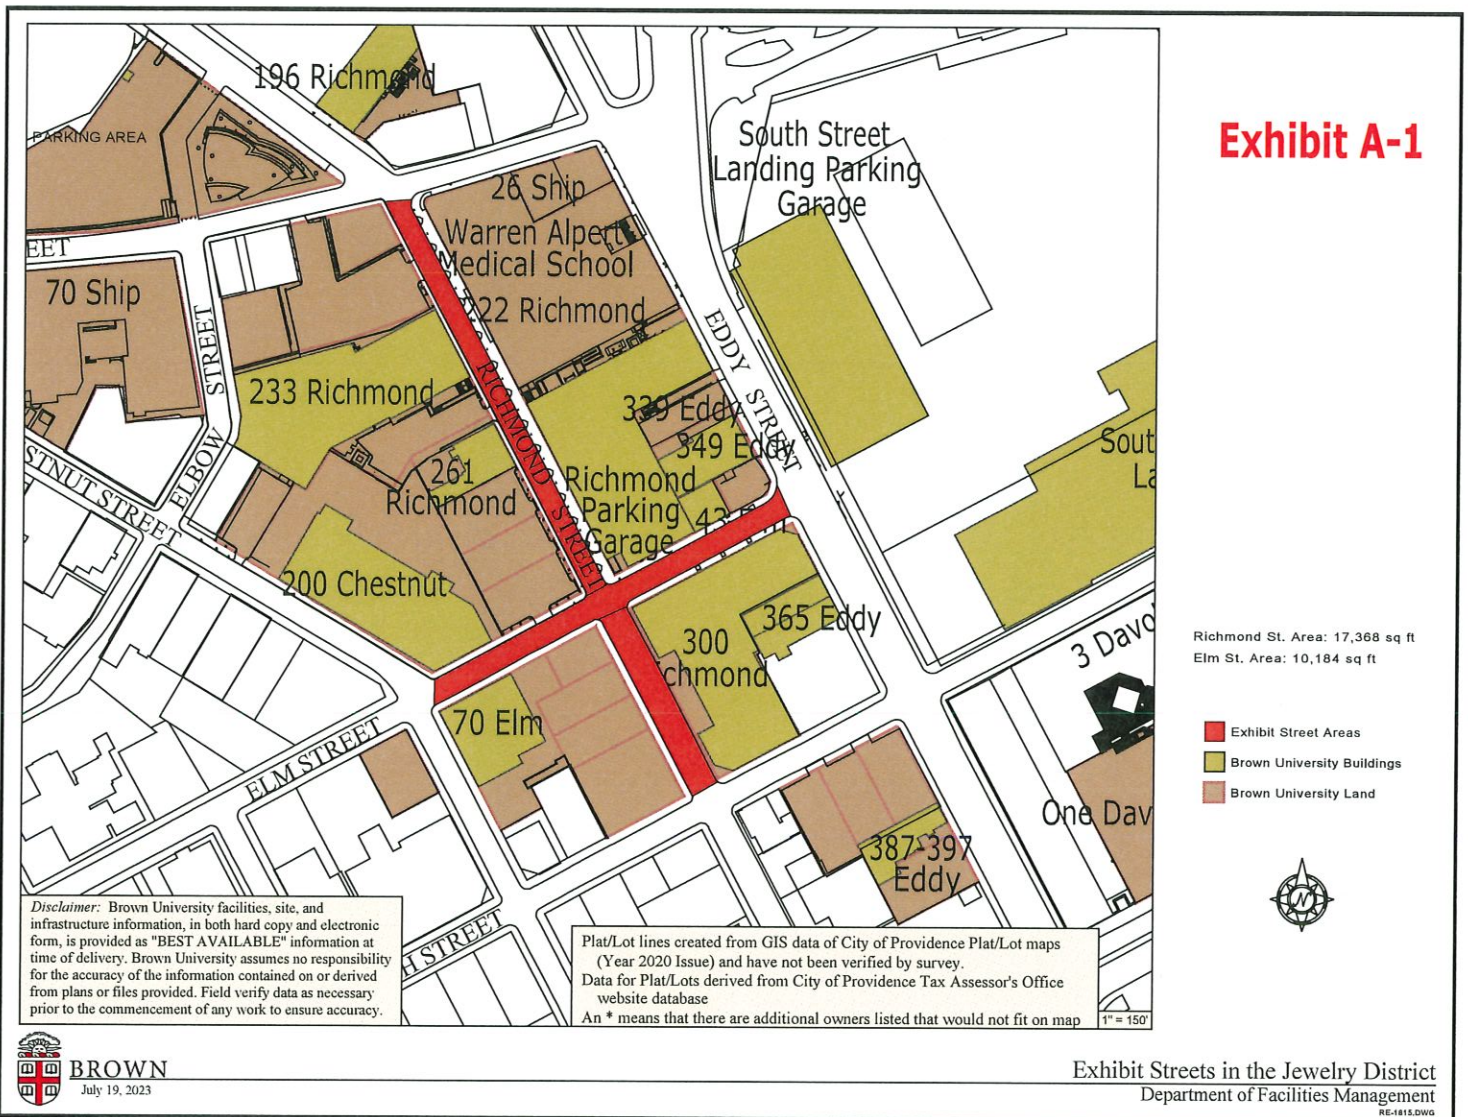 Exhibit A-1
196 Richmond
PARKING AREA
South Street
Landing Parking
Garage
26 Ship
Warren Alpert
Medical School
222 Richmond
EET
70 Ship
STREET
ELBOW
EDDY STREET
233 Richmond
RICHMOND STREET
339 Eddy
349 Eddy
261
Richmond
Richmond
Parking
Garage
Sout
La
STNUT STREET
200 Chestnut
365 Eddy
300
chmond
3 Davo
Richmond St. Area: 17,368 sq ft
Elm St. Area: 10,184 sq ft
70 Elm
ELM STREET
Exhibit Street Areas
Brown University Buildings
Brown University Land
One Dav
387-397
Eddy
N
H STREET
Disclaimer: Brown University facilities, site, and
infrastructure information, in both hard copy and electronic
form, is provided as "BEST AVAILABLE" information at
time of delivery. Brown University assumes no responsibility
for the accuracy of the information contained on or derived
from plans or files provided. Field verify data as necessary
prior to the commencement of any work to ensure accuracy.
Plat/Lot lines created from GIS data of City of Providence Plat/Lot maps
(Year 2020 Issue) and have not been verified by survey.
Data for Plat/Lots derived from City of Providence Tax Assessor's Office
website database
An * means that there are additional owners listed that would not fit on map
1" = 150'
BROWN
July 19, 2023
Exhibit Streets in the Jewelry District
Department of Facilities Management
RE-1815.DWG